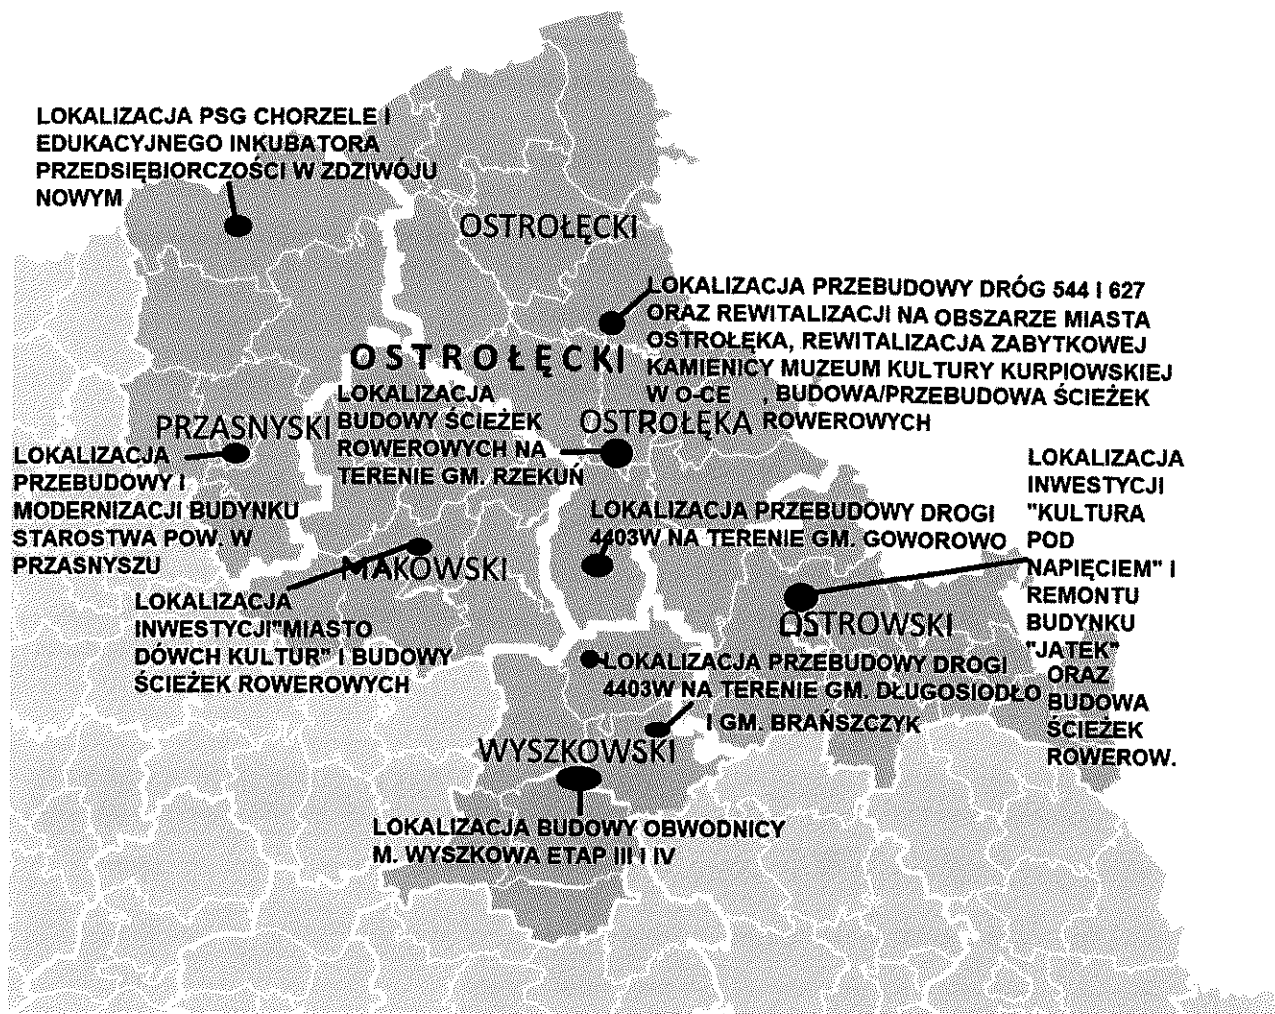 LOKALIZACJA PSG CHORZELE I
EDUKACYJNEGO INKUBATORA
PRZEDSIĘBIORCZOŚCI W ZDZIWÓJU
NOWYM
OSTROŁĘCKI
LOKALIZACJA PRZEBUDOWY DRÓG 544 I 627
ORAZ REWITALIZACJI NA OBSZARZE MIASTA
OSTROŁĘKA, REWITALIZACJA ZABYTKOWEJ
KAMIENICY MUZEUM KULTURY KURPIOWSKIEJ
W O-CE , BUDOWA/PRZEBUDOWA ŚCIEŻEK
ROWEROWYCH
OSTROŁĘCKI
LOKALIZACJA
BUDOWY ŚCIEŻEK
ROWEROWYCH NA
TERENIE GM. RZEKUŃ
OSTROŁĘKA
PRZASNYSKI
LOKALIZACJA
PRZEBUDOWY I
MODERNIZACJI BUDYNKU
STAROSTWA POW. W
PRZASNYSZU
LOKALIZACJA
INWESTYCJI
"KULTURA
POD
NAPIĘCIEM" I
REMONTU
BUDYNKU
"JATEK"
ORAZ
BUDOWA
ŚCIEŻEK
ROWEROW.
LOKALIZACJA PRZEBUDOWY DROGI
4403W NA TERENIE GM. GOWOROWO
MAKOWSKI
LOKALIZACJA
INWESTYCJI"MIASTO
DÓWCH KULTUR" I BUDOWY
ŚCIEŻEK ROWEROWYCH
OSTROWSKI
LOKALIZACJA PRZEBUDOWY DROGI
4403W NA TERENIE GM. DŁUGOSIODŁO
I GM. BRAŃSZCZYK
WYSZKOWSKI
LOKALIZACJA BUDOWY OBWODNICY
M. WYSZKOWA ETAP III I IV